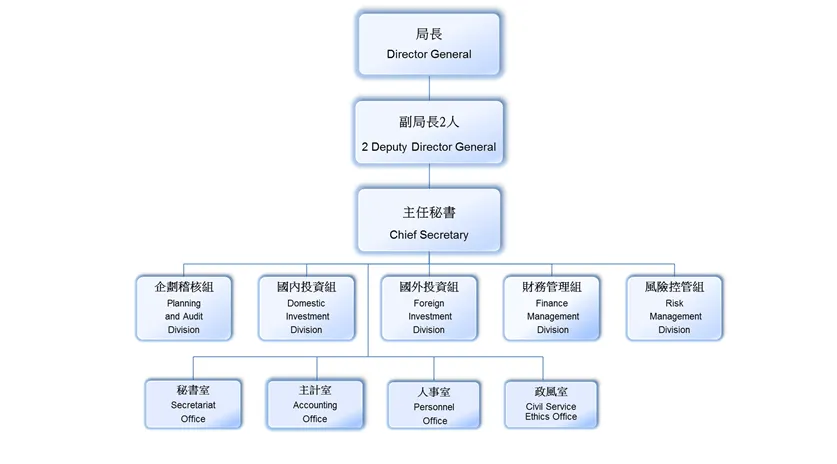 局長
Director General
副局長2人
2 Deputy Director General
主任秘書
Chief Secretary
企劃稽核組
Planning
and Audit
Division
國內投資組
Domestic
Investment
Division
國外投資組
Foreign
Investment
Division
財務管理組
Finance
Management
Division
風險控管組
Risk
Management
Division
秘書室
Secretariat
Office
主計室
Accounting
Office
人事室
Personnel
Office
政風室
Civil Service
Ethics Office